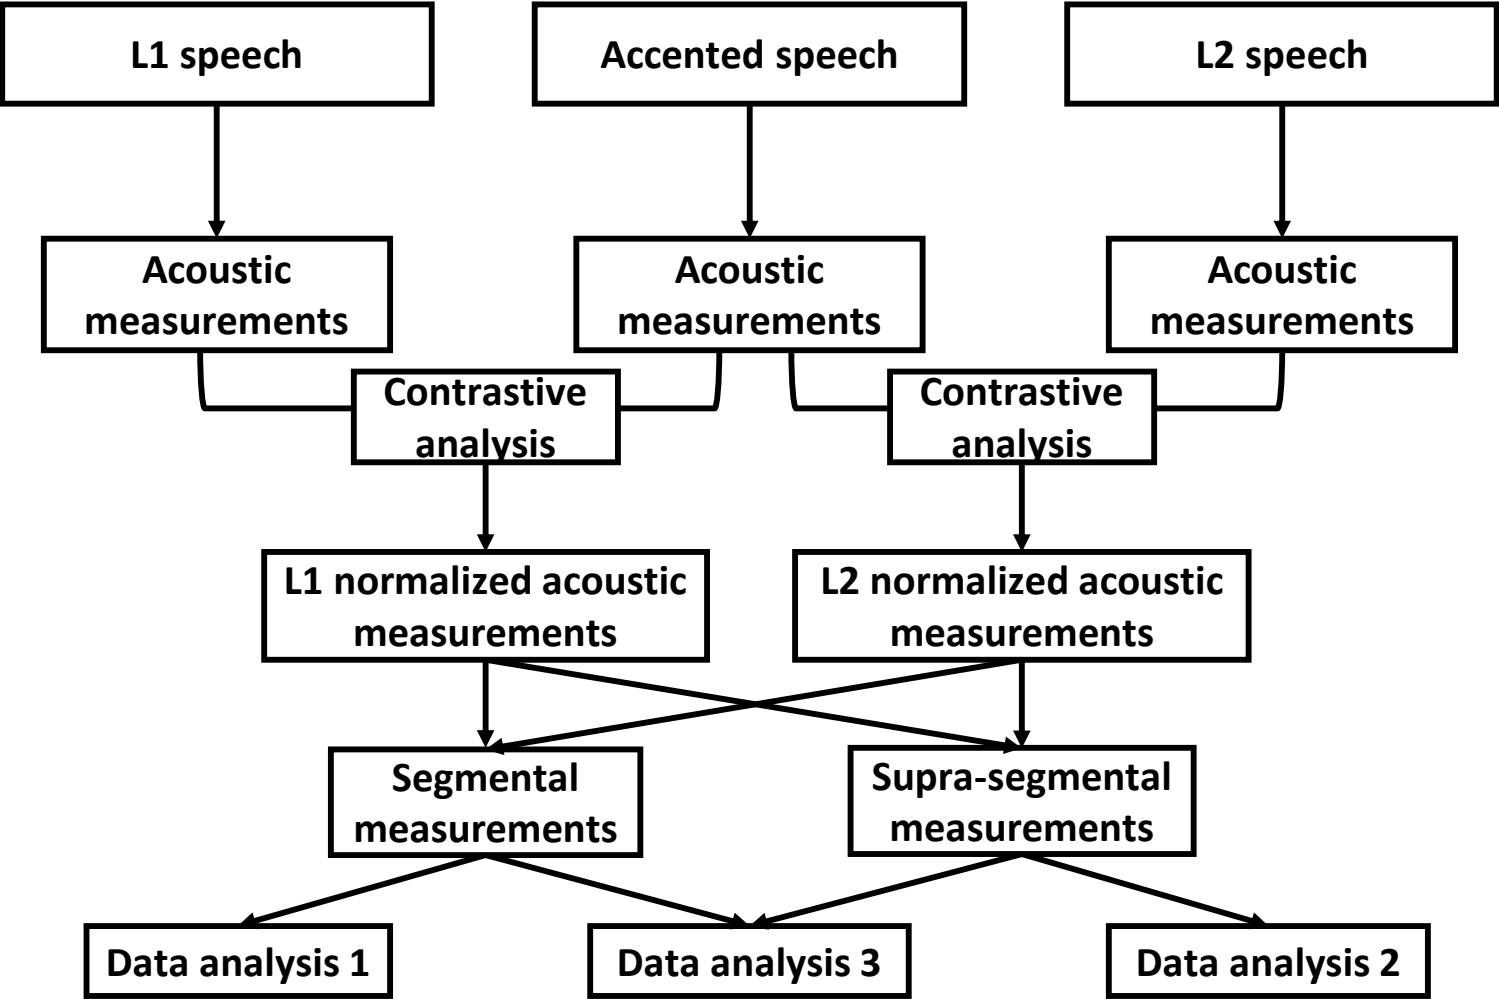 L1 speech
Accented speech
L2 speech
Acoustic
measurements
Acoustic
measurements
Acoustic
measurements
Contrastive
analysis
Contrastive
analysis
L1 normalized acoustic
measurements
L2 normalized acoustic
measurements
Segmental
measurements
Supra-segmental
measurements
Data analysis 1
Data analysis 3
Data analysis 2